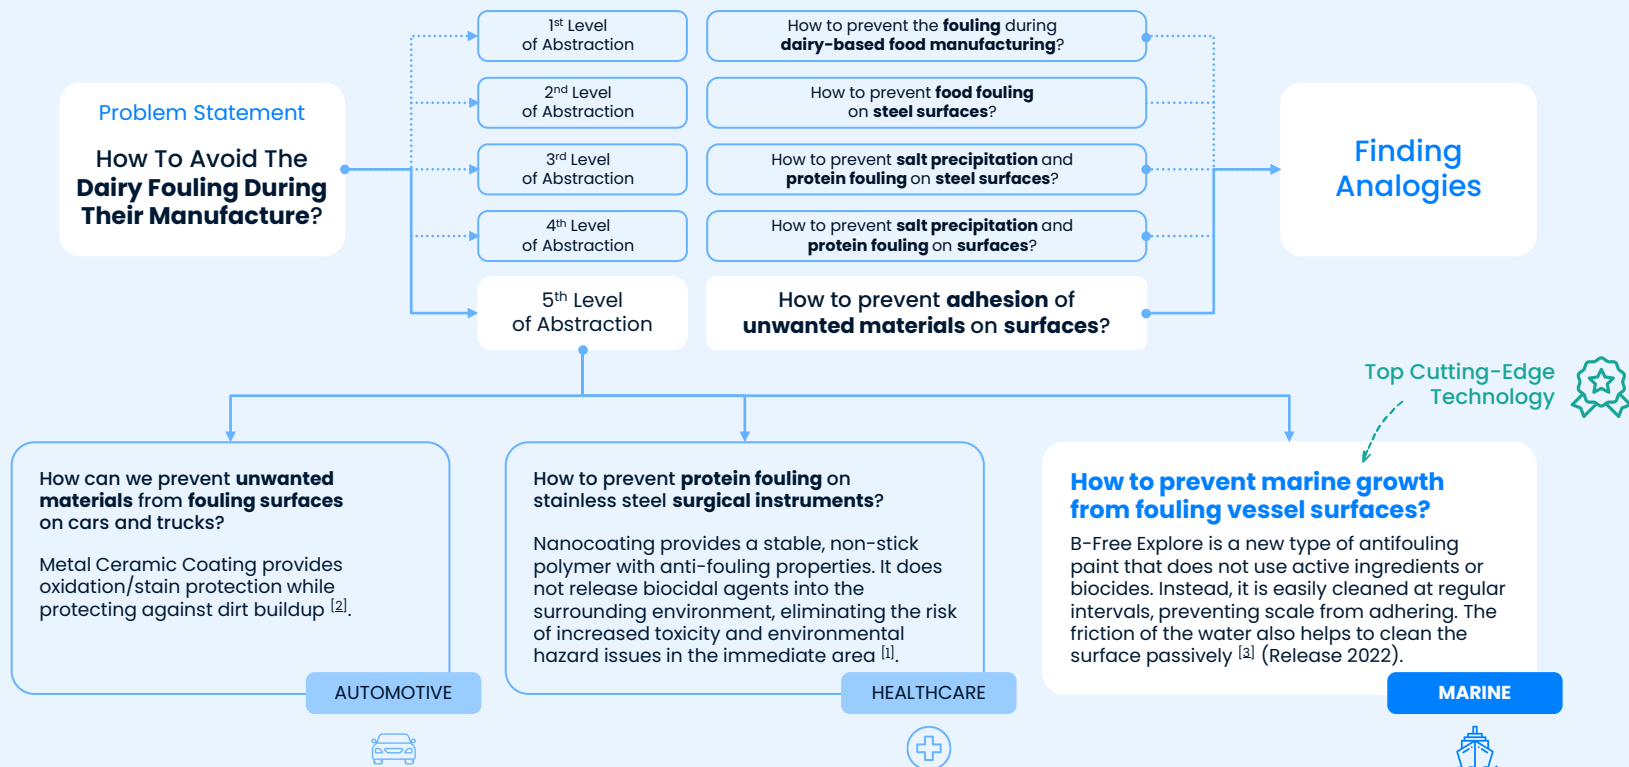 Problem Statement
How To Avoid The
Dairy Fouling During
Their Manufacture?
1st Level
of Abstraction
How to prevent the fouling during
dairy-based food manufacturing?
2nd Level
of Abstraction
How to prevent food fouling
on steel surfaces?
3rd Level
of Abstraction
How to prevent salt precipitation and
protein fouling on steel surfaces?
4th Level
of Abstraction
How to prevent salt precipitation and
protein fouling on surfaces?
5th Level
of Abstraction
How to prevent adhesion of
unwanted materials on surfaces?
Finding
Analogies
Top Cutting-Edge
Technology
How can we prevent unwanted
materials from fouling surfaces
on cars and trucks?
Metal Ceramic Coating provides
oxidation/stain protection while
protecting against dirt buildup [2].
AUTOMOTIVE
How to prevent protein fouling on
stainless steel surgical instruments?
Nanocoating provides a stable, non-stick
polymer with anti-fouling properties. It does
not release biocidal agents into the
surrounding environment, eliminating the risk
of increased toxicity and environmental
hazard issues in the immediate area [1].
HEALTHCARE
How to prevent marine growth
from fouling vessel surfaces?
B-Free Explore is a new type of antifouling
paint that does not use active ingredients or
biocides. Instead, it is easily cleaned at regular
intervals, preventing scale from adhering. The
friction of the water also helps to clean the
surface passively [3] (Release 2022).
MARINE